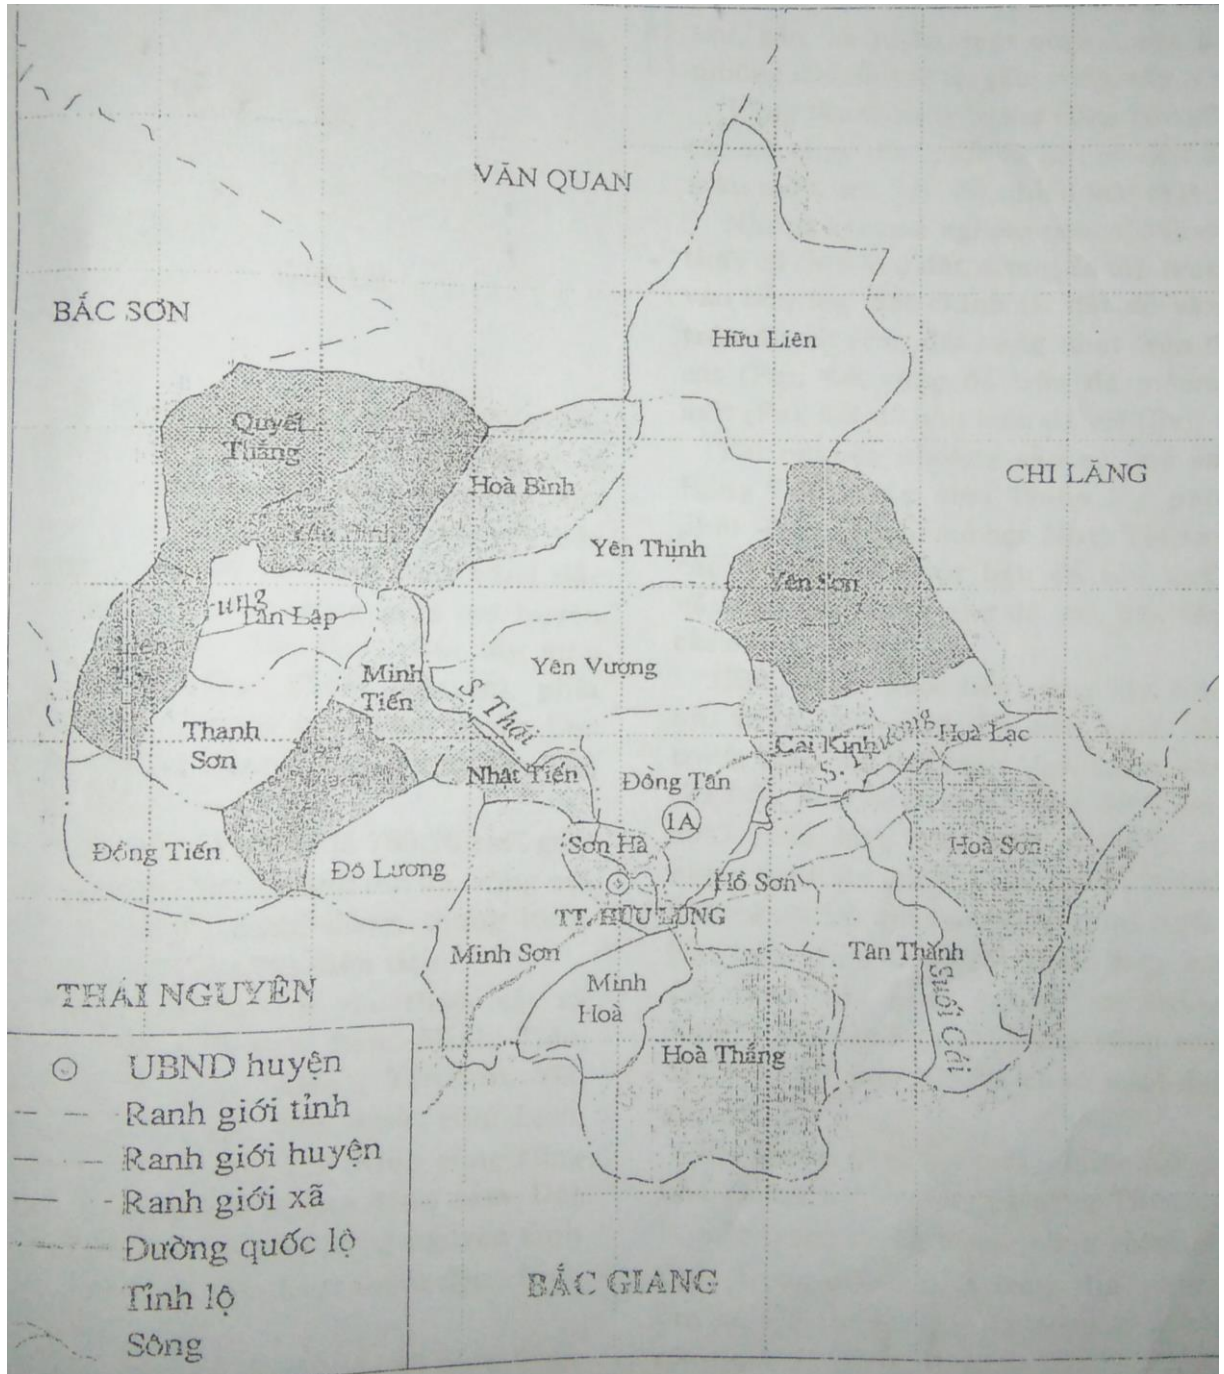 VĂN QUAN
BẮC SƠN
Hữu Liên
Quyết
Thắng
CHI LĂNG
Hoà Bình
Yên Thịnh
Yên Sơn
Tân Lập
Yên Vượng
Minh
Tiến
S. Thái
Thanh
Sơn
Cai Kinh
Hoà Lạc
Nhật Tiến
Đồng Tân
1A
Đồng Tiến
Sơn Hà
Hoà Sơn
Đô Lương
Hồ Sơn
TT. HỮU LŨNG
Minh Sơn
Tân Thành
Minh
Hoà
Suối Cái
THÁI NGUYÊN
Hoà Thắng
UBND huyện
Ranh giới tỉnh
Ranh giới huyện
Ranh giới xã
Đường quốc lộ
Tỉnh lộ
Sông
BẮC GIANG